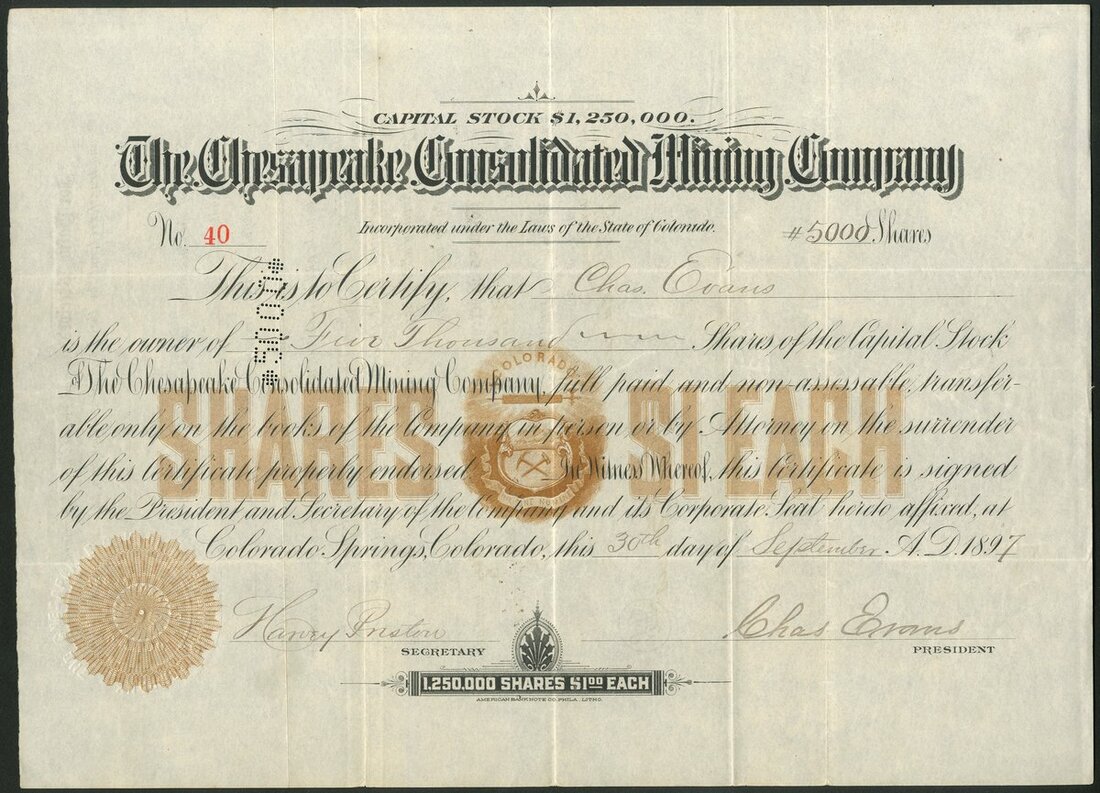 CAPITAL STOCK $1,250,000.
The Chesapeake Consolidated Mining Company
No. 40
Incorporated under the Laws of the State of Colorado.
#5000 Shares
This is to Certify, that Chas. Evans
is the owner of Five Thousand Shares of the Capital Stock
of The Chesapeake Consolidated Mining Company, full paid and non-assessable, transfer-
able only on the books of the Company in person or by Attorney on the surrender
of this Certificate properly endorsed. In Witness Whereof, this Certificate is signed
by the President and Secretary of the Company and its Corporate Seal hereto affixed, at
Colorado Springs, Colorado, this 30th day of September A.D. 1897
*5000*
COLORADO
SHARES $1 EACH
Harvey Preston
SECRETARY
Chas Evans
PRESIDENT
1,250,000 SHARES $1.00 EACH
AMERICAN BANK NOTE CO. PHILA. LITHO.